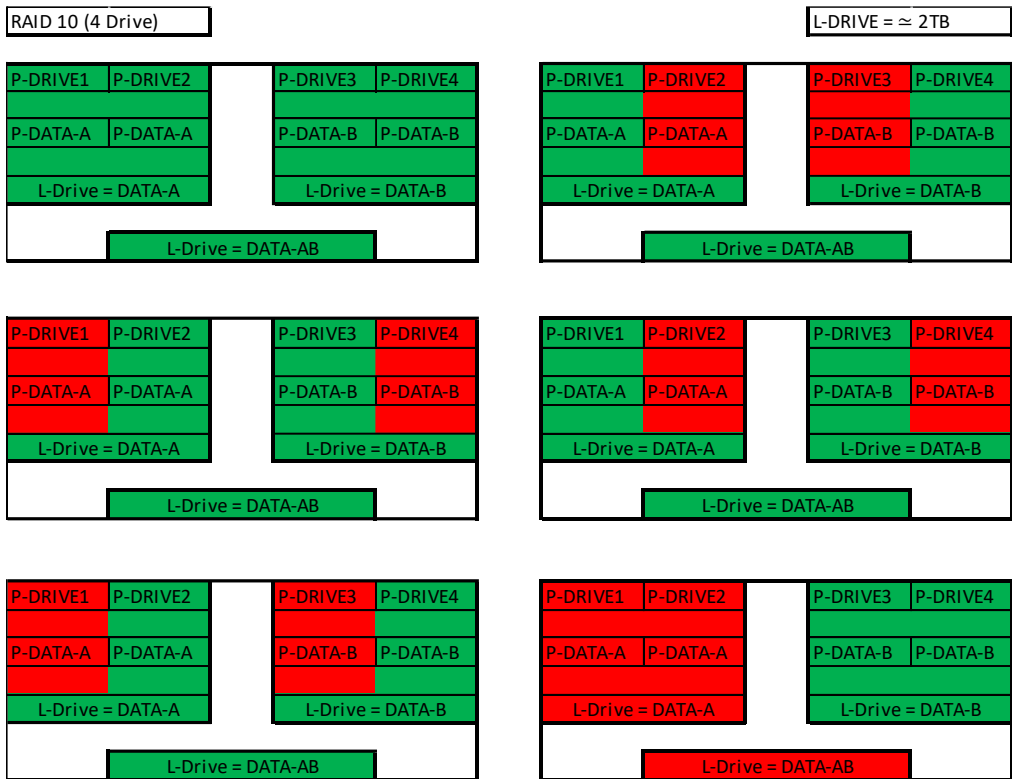 RAID 10 (4 Drive) L-DRIVE = ≃ 2TB
P-DRIVE1 P-DRIVE2 P-DRIVE3 P-DRIVE4 P-DRIVE1 P-DRIVE2 P-DRIVE3 P-DRIVE4
P-DATA-A P-DATA-A P-DATA-B P-DATA-B P-DATA-A P-DATA-A P-DATA-B P-DATA-B
L-Drive = DATA-A L-Drive = DATA-B L-Drive = DATA-A L-Drive = DATA-B
L-Drive = DATA-AB L-Drive = DATA-AB
P-DRIVE1 P-DRIVE2 P-DRIVE3 P-DRIVE4 P-DRIVE1 P-DRIVE2 P-DRIVE3 P-DRIVE4
P-DATA-A P-DATA-A P-DATA-B P-DATA-B P-DATA-A P-DATA-A P-DATA-B P-DATA-B
L-Drive = DATA-A L-Drive = DATA-B L-Drive = DATA-A L-Drive = DATA-B
L-Drive = DATA-AB L-Drive = DATA-AB
P-DRIVE1 P-DRIVE2 P-DRIVE3 P-DRIVE4 P-DRIVE1 P-DRIVE2 P-DRIVE3 P-DRIVE4
P-DATA-A P-DATA-A P-DATA-B P-DATA-B P-DATA-A P-DATA-A P-DATA-B P-DATA-B
L-Drive = DATA-A L-Drive = DATA-B L-Drive = DATA-A L-Drive = DATA-B
L-Drive = DATA-AB L-Drive = DATA-AB